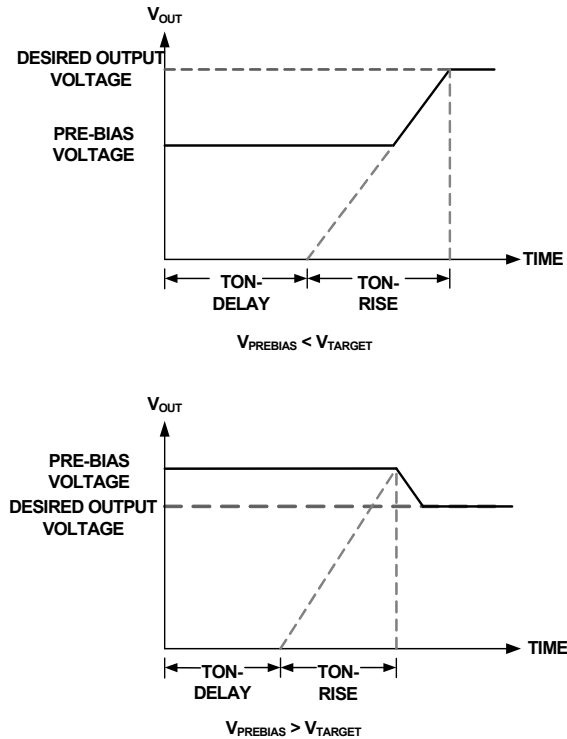 VOUT
DESIRED OUTPUT
VOLTAGE
PRE-BIAS
VOLTAGE
TIME
TON-
DELAY
TON-
RISE
VPREBIAS < VTARGET
VOUT
PRE-BIAS
VOLTAGE
DESIRED OUTPUT
VOLTAGE
TIME
TON-
DELAY
TON-
RISE
VPREBIAS > VTARGET